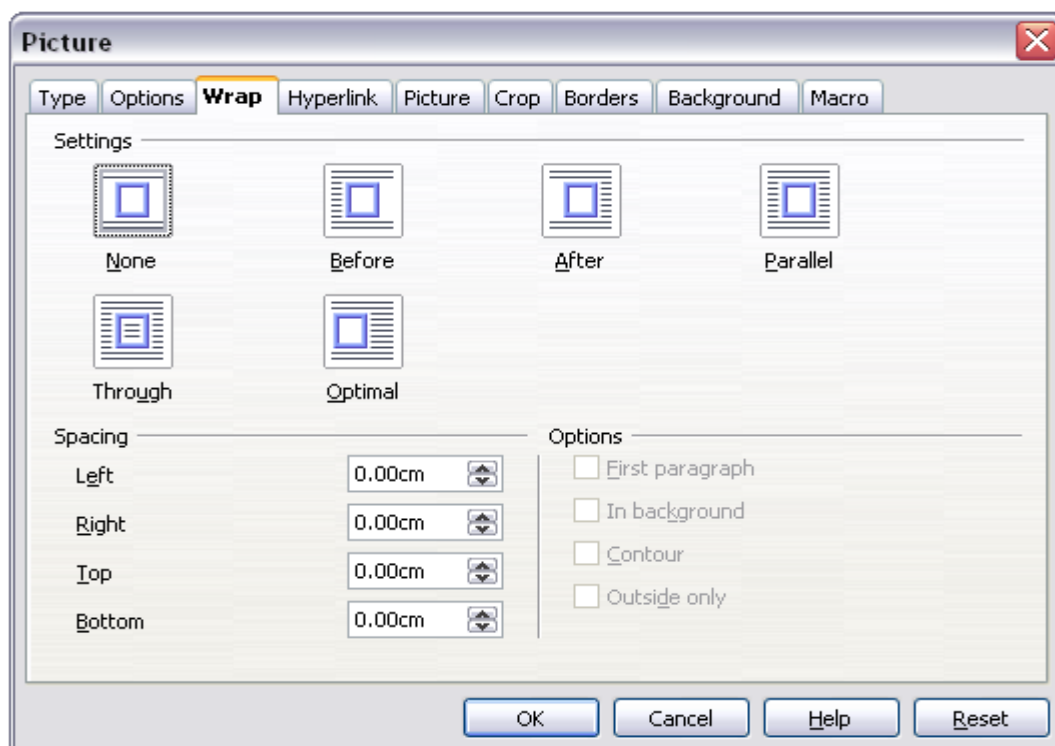 Picture
Type Options Wrap Hyperlink Picture Crop Borders Background Macro
Settings
None Before After Parallel
Through Optimal
Spacing Options
Left 0.00cm First paragraph
Right 0.00cm In background
Top 0.00cm Contour
Bottom 0.00cm Outside only
OK Cancel Help Reset